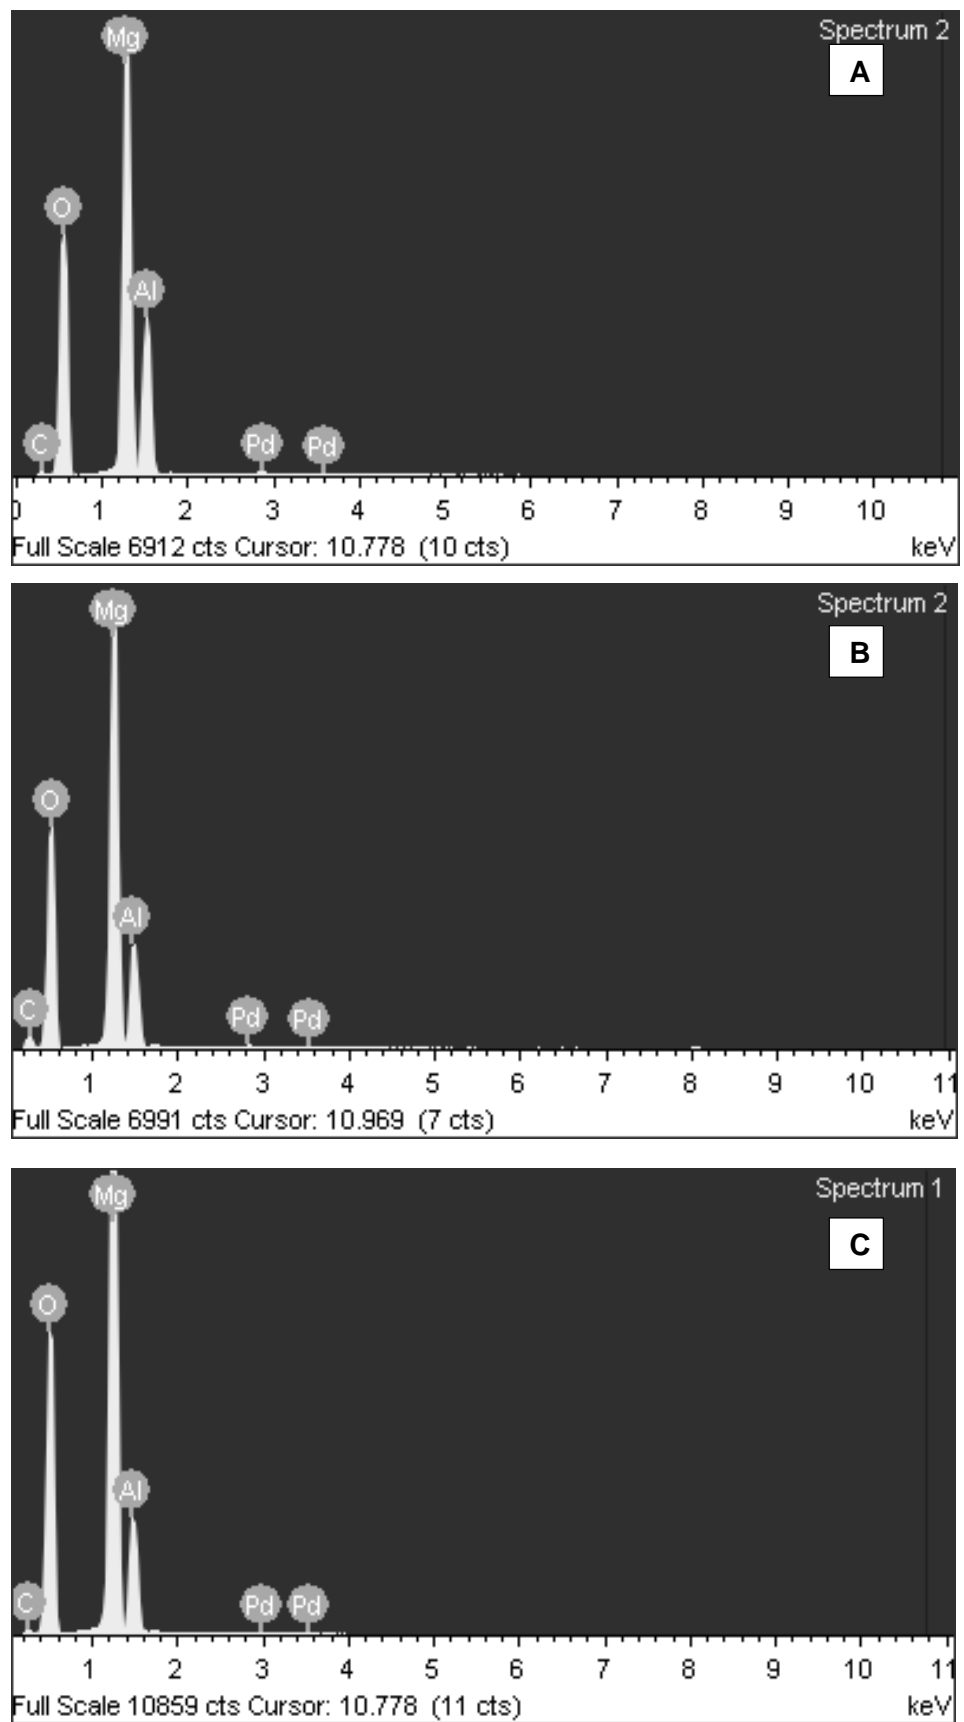 Spectrum 2
A
Mg
O
Al
C
Pd
Pd
0 1 2 3 4 5 6 7 8 9 10
Full Scale 6912 cts Cursor: 10.778 (10 cts)
keV
Spectrum 2
B
Mg
O
Al
C
Pd
Pd
1 2 3 4 5 6 7 8 9 10 11
Full Scale 6991 cts Cursor: 10.969 (7 cts)
keV
Spectrum 1
C
Mg
O
Al
C
Pd
Pd
1 2 3 4 5 6 7 8 9 10 11
Full Scale 10859 cts Cursor: 10.778 (11 cts)
keV